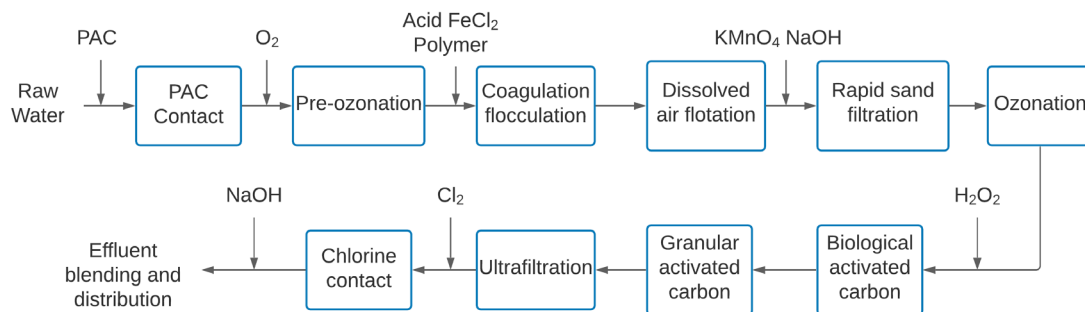 PAC
O₂
Acid FeCl₂
Polymer
KMnO₄ NaOH
Raw
Water
PAC
Contact
Pre-ozonation
Coagulation
flocculation
Dissolved
air flotation
Rapid sand
filtration
Ozonation
NaOH
Cl₂
H₂O₂
Effluent
blending and
distribution
Chlorine
contact
Ultrafiltration
Granular
activated
carbon
Biological
activated
carbon